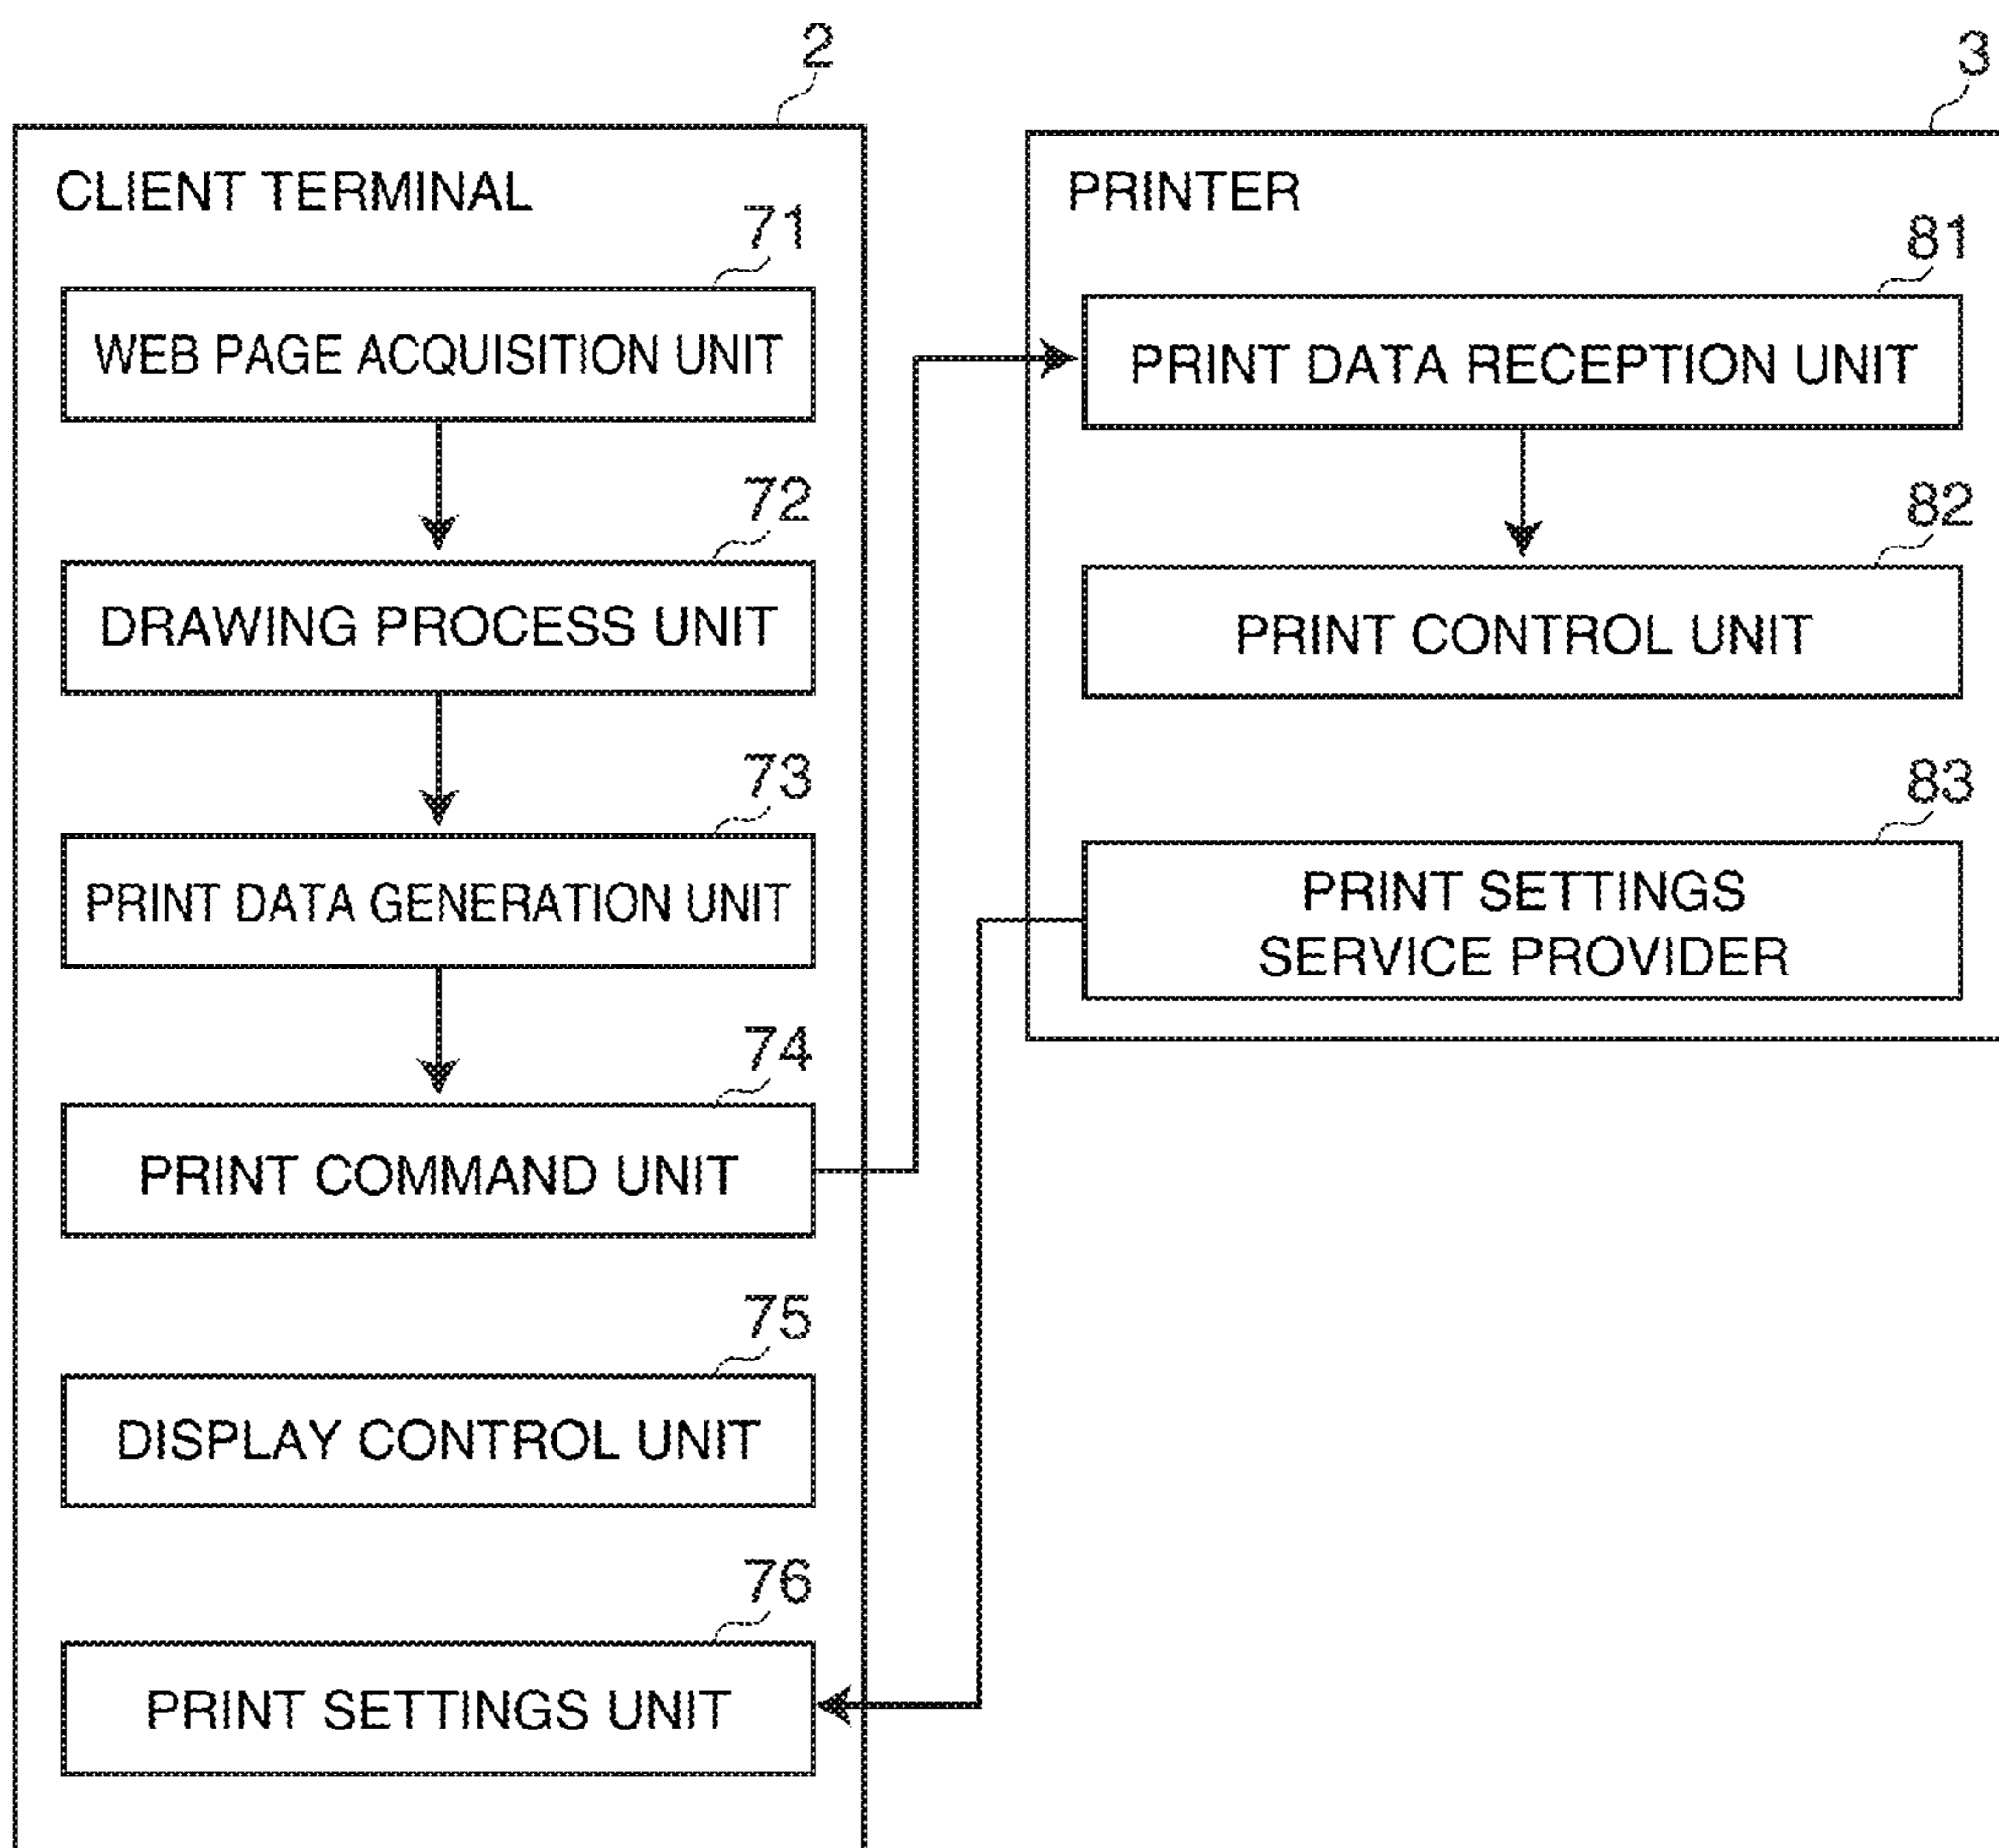 2
CLIENT TERMINAL
71
WEB PAGE ACQUISITION UNIT
72
DRAWING PROCESS UNIT
73
PRINT DATA GENERATION UNIT
74
PRINT COMMAND UNIT
75
DISPLAY CONTROL UNIT
76
PRINT SETTINGS UNIT
3
PRINTER
81
PRINT DATA RECEPTION UNIT
82
PRINT CONTROL UNIT
83
PRINT SETTINGS
SERVICE PROVIDER